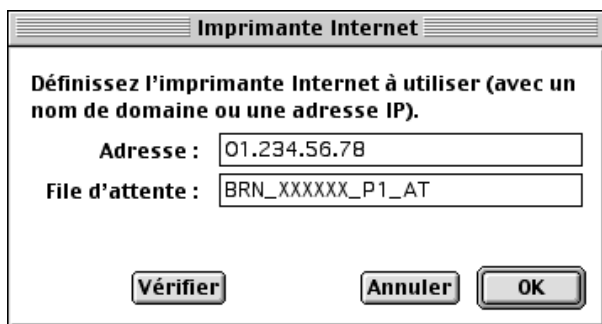 Imprimante Internet
Définissez l'imprimante Internet à utiliser (avec un
nom de domaine ou une adresse IP).
Adresse : 01.234.56.78
File d'attente : BRN_XXXXXX_P1_AT
Vérifier Annuler OK